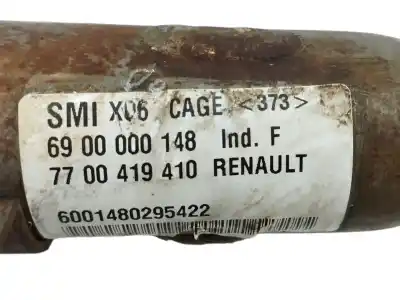 SMI X06 CAGE <373>
69 00 000 148 Ind. F
77 00 419 410 RENAULT
6001480295422